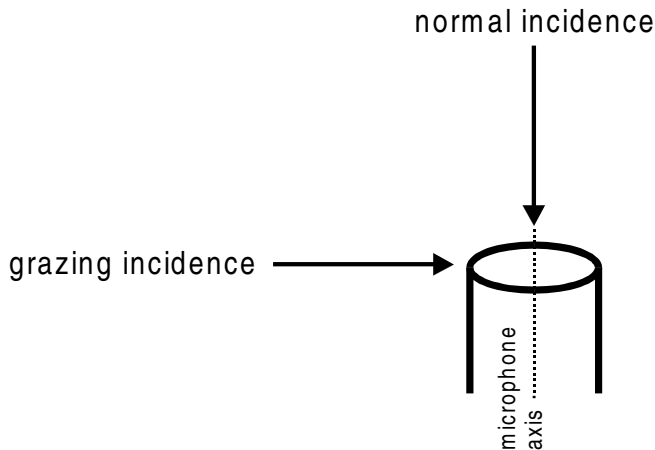 normal incidence
grazing incidence
microphone
axis